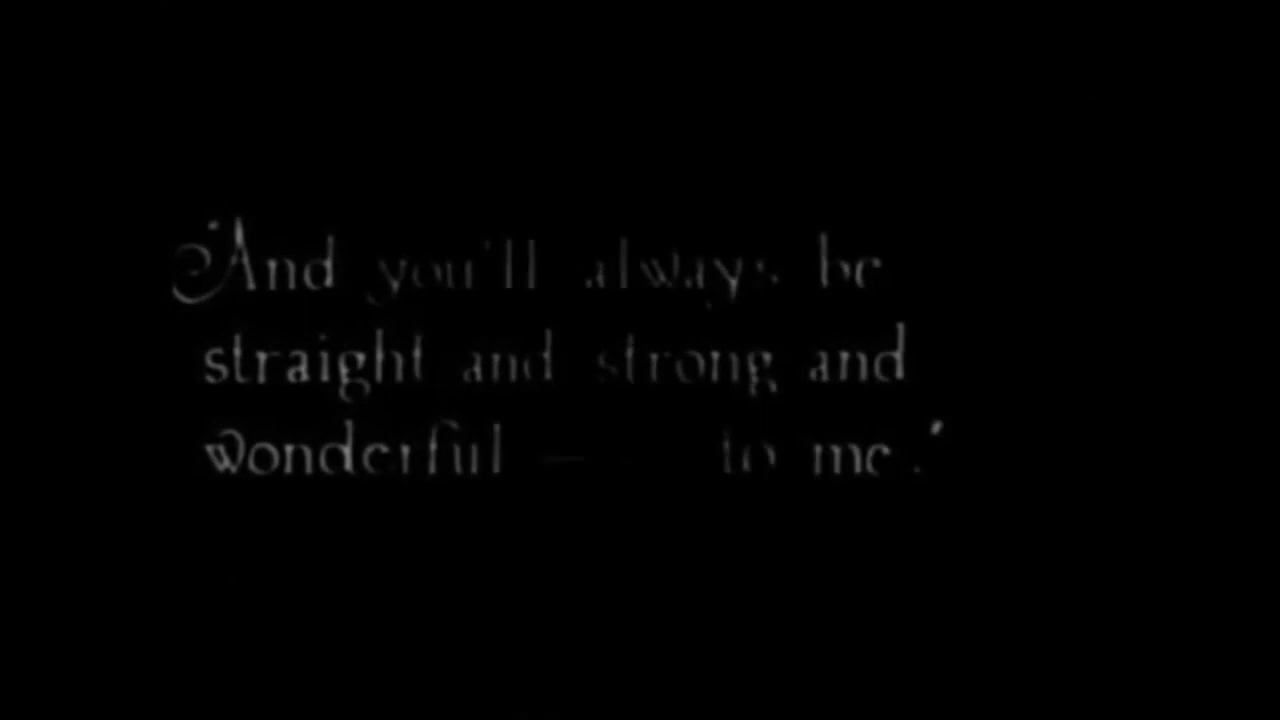 "And you'll always be
straight and strong and
wonderful — — to me."